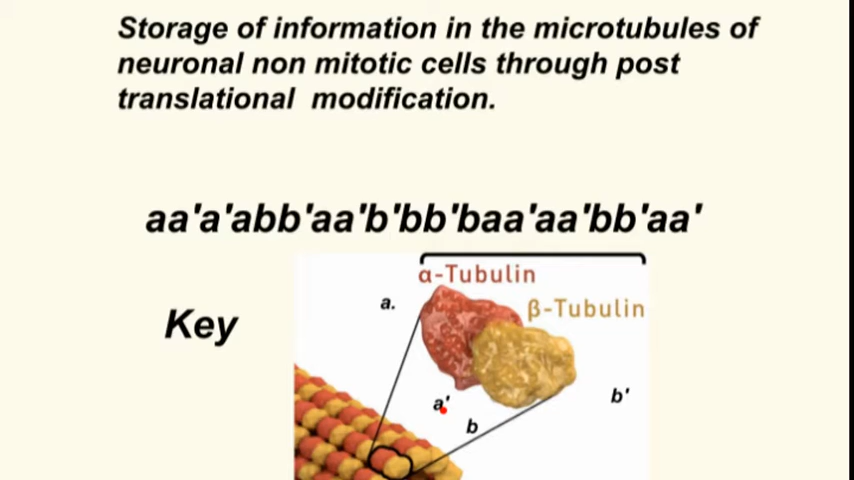 Storage of information in the microtubules of
neuronal non mitotic cells through post
translational modification.
aa'a'abb'aa'b'bb'baa'aa'bb'aa'
α-Tubulin
a.
β-Tubulin
Key
b'
a'
b